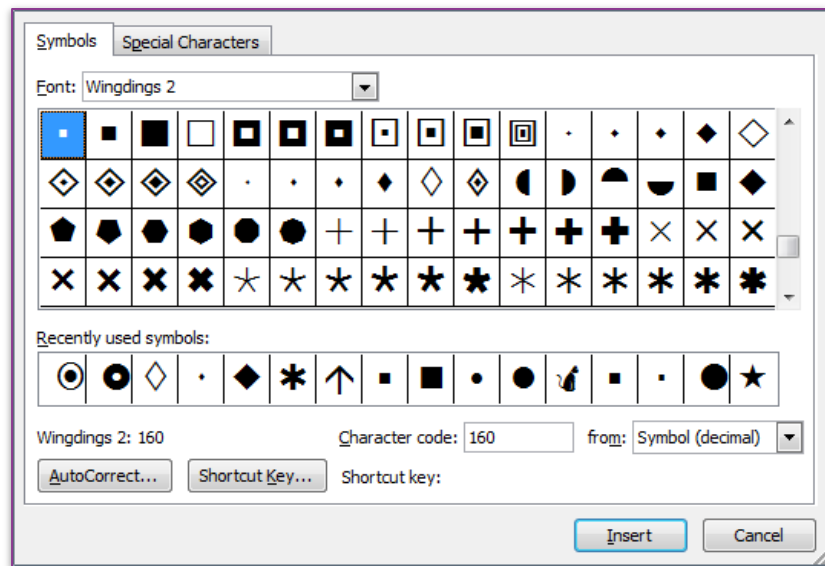 Symbols Special Characters
Font: Wingdings 2
Recently used symbols:
Wingdings 2: 160 Character code: 160 from: Symbol (decimal)
AutoCorrect... Shortcut Key... Shortcut key:
Insert Cancel